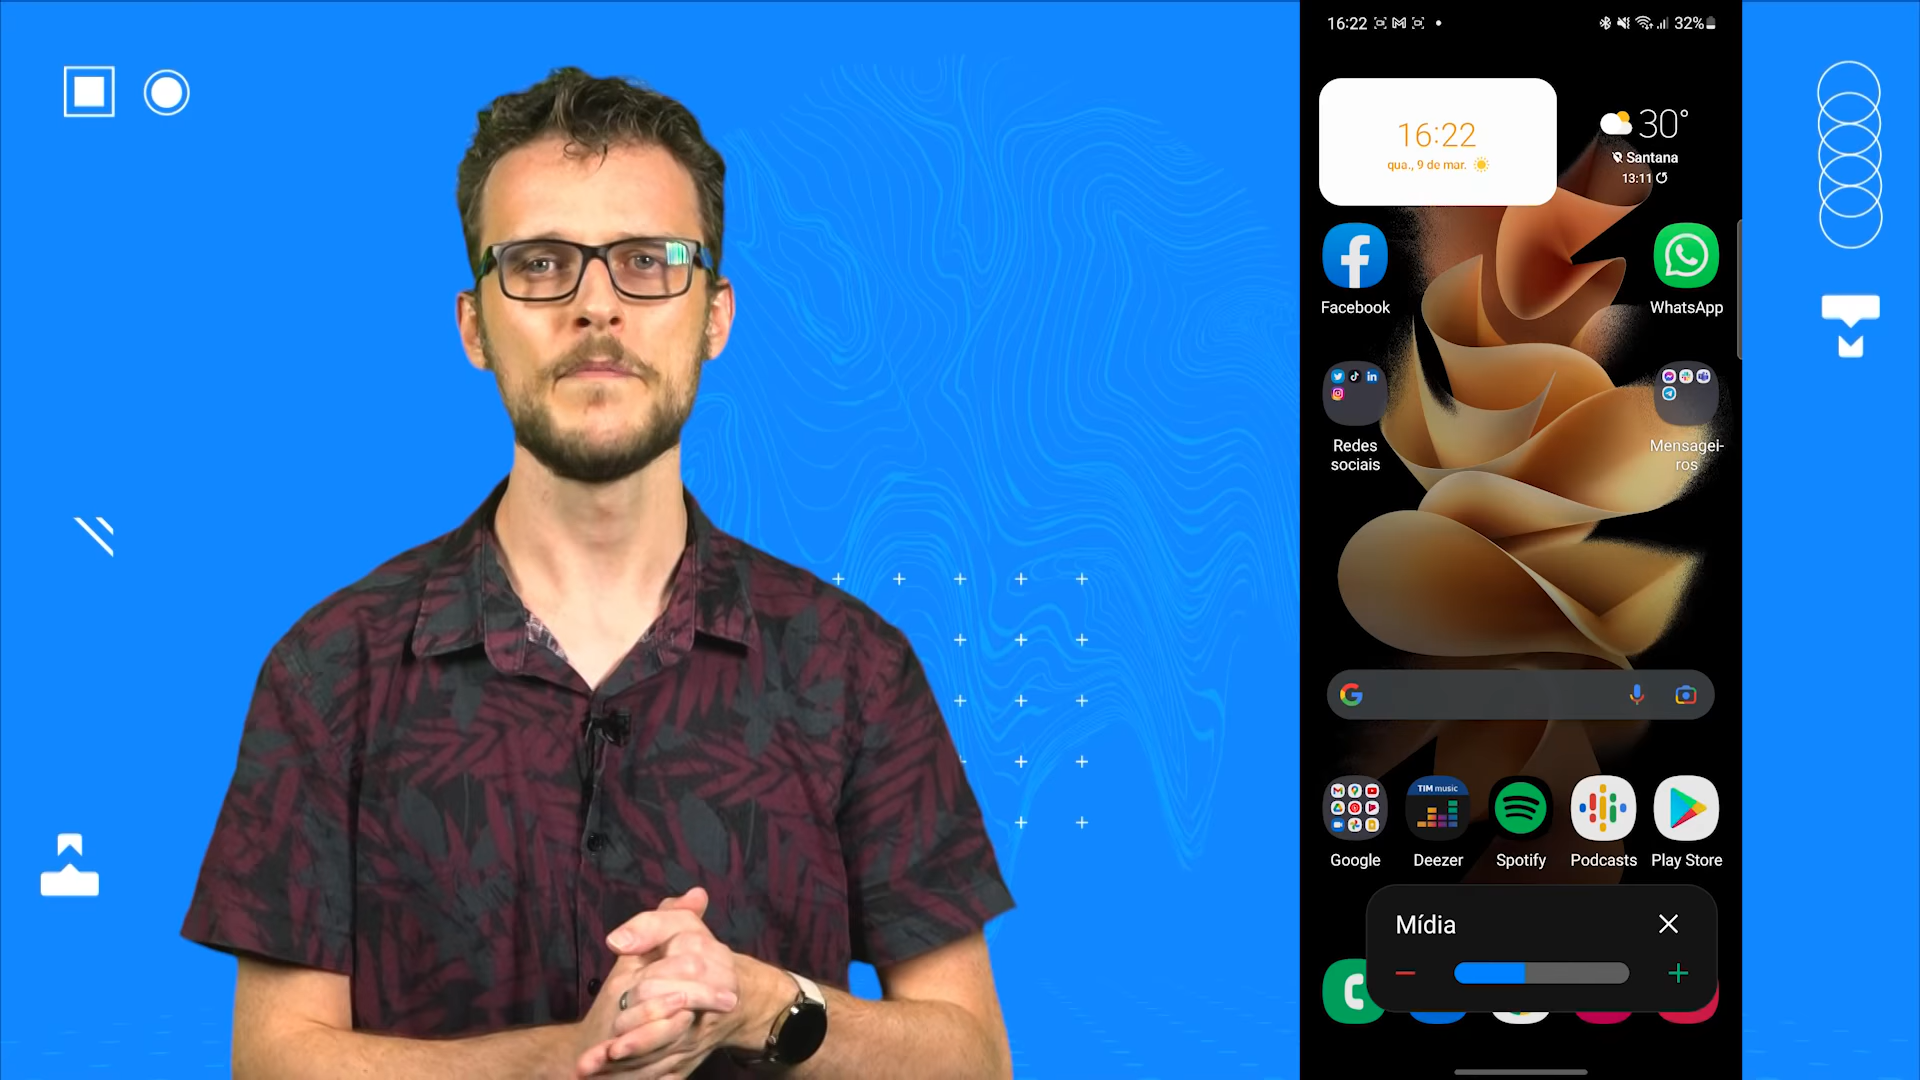 16:22
32%
16:22
qua., 9 de mar.
30°
Santana
13:11
Facebook
WhatsApp
Redes
sociais
Mensagei-
ros
TIM music
Google
Deezer
Spotify
Podcasts
Play Store
Mídia